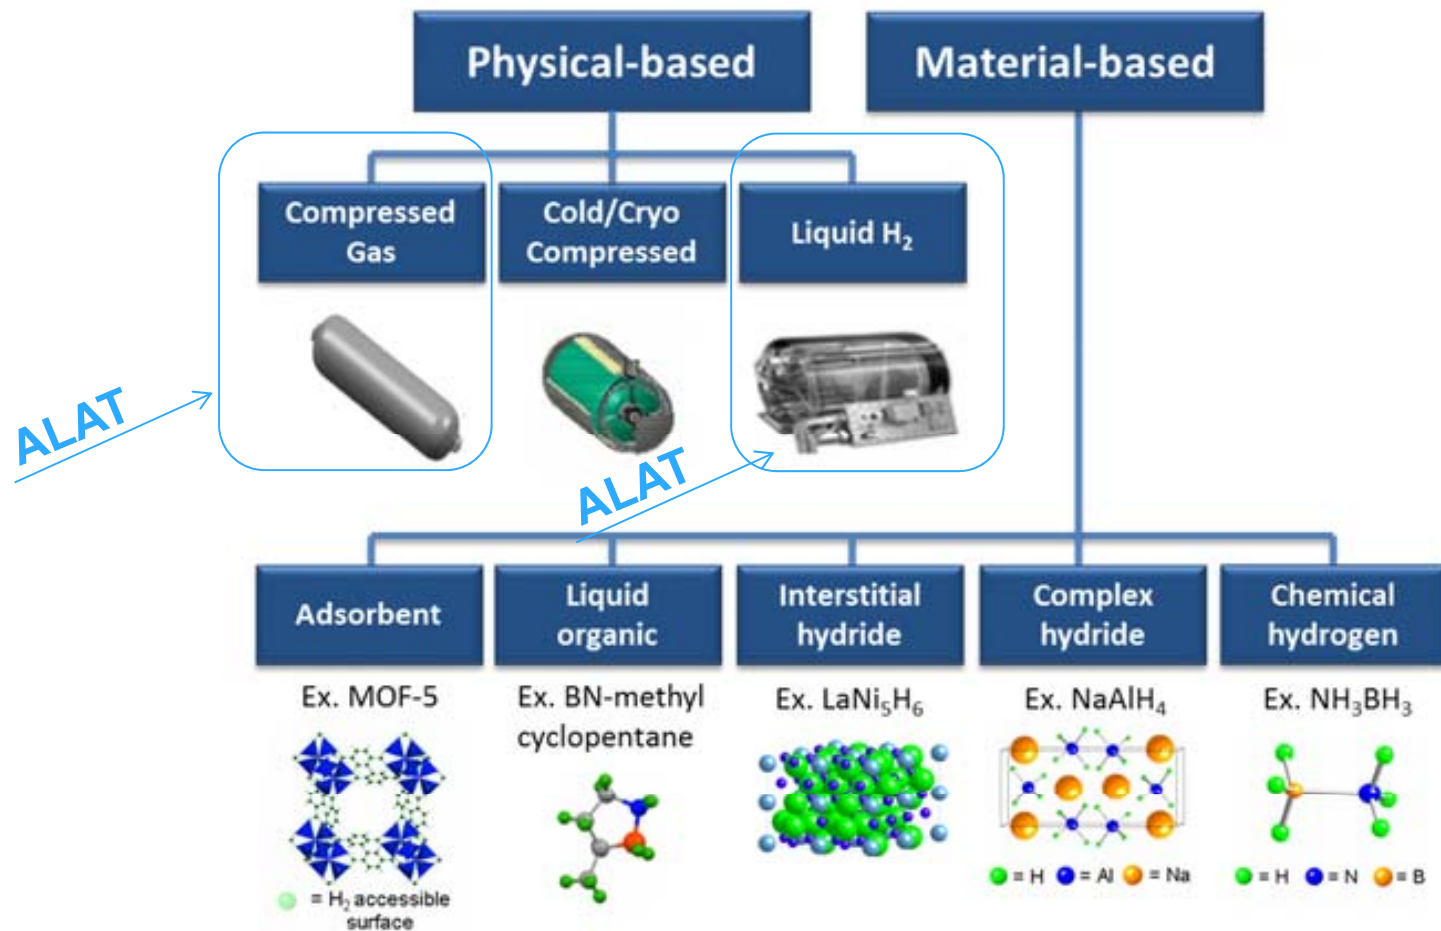 Physical-based
Material-based
Compressed
Gas
Cold/Cryo
Compressed
Liquid H₂
ALAT
ALAT
Adsorbent
Liquid
organic
Interstitial
hydride
Complex
hydride
Chemical
hydrogen
Ex. MOF-5
Ex. BN-methyl
cyclopentane
Ex. LaNi₅H₆
Ex. NaAlH₄
Ex. NH₃BH₃
= H₂ accessible
surface
= H = Al = Na
= H = N = B